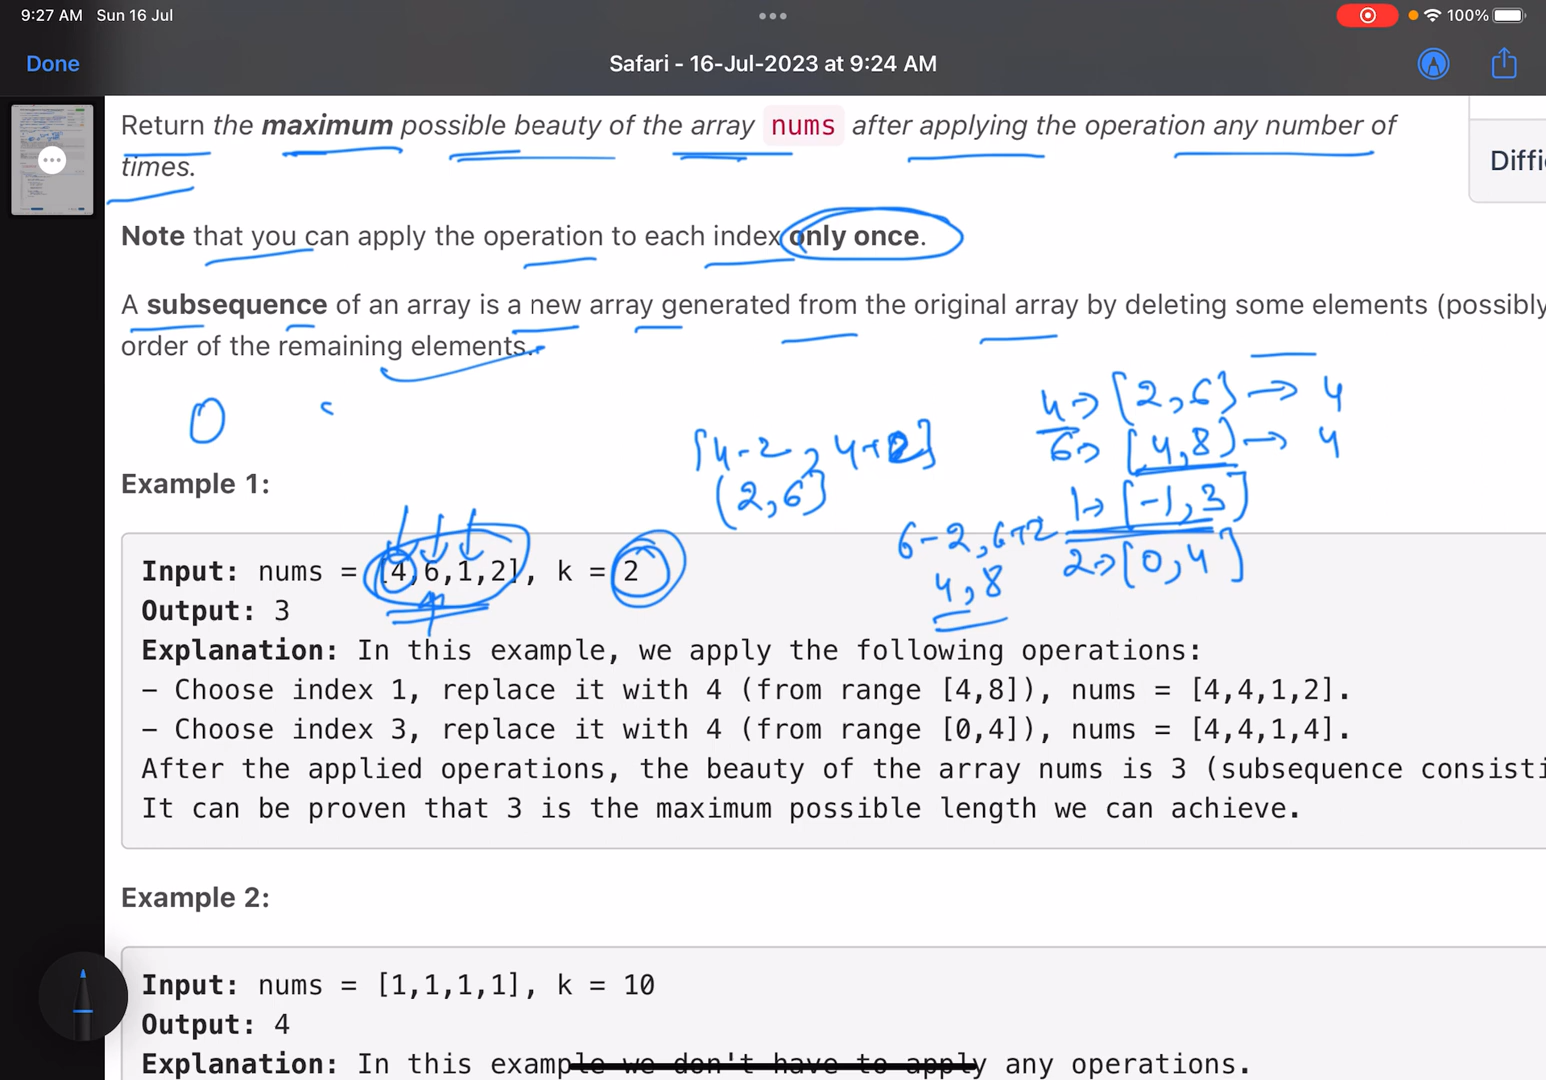 9:27 AM Sun 16 Jul
100%
Done
Safari - 16-Jul-2023 at 9:24 AM
Return the maximum possible beauty of the array nums after applying the operation any number of
times.
Diffi
Note that you can apply the operation to each index only once.
A subsequence of an array is a new array generated from the original array by deleting some elements (possibly
order of the remaining elements.
0
4 → [2,6] → 4
6 → [4,8] → 4
1 → [-1,3]
2 → [0,4]
[4-2, 4+2]
(2,6]
6-2, 6+2
4,8
Example 1:
Input: nums = [4,6,1,2], k = 2
Output: 3
Explanation: In this example, we apply the following operations:
- Choose index 1, replace it with 4 (from range [4,8]), nums = [4,4,1,2].
- Choose index 3, replace it with 4 (from range [0,4]), nums = [4,4,1,4].
After the applied operations, the beauty of the array nums is 3 (subsequence consisti
It can be proven that 3 is the maximum possible length we can achieve.
Example 2:
Input: nums = [1,1,1,1], k = 10
Output: 4
Explanation: In this example we don't have to apply any operations.